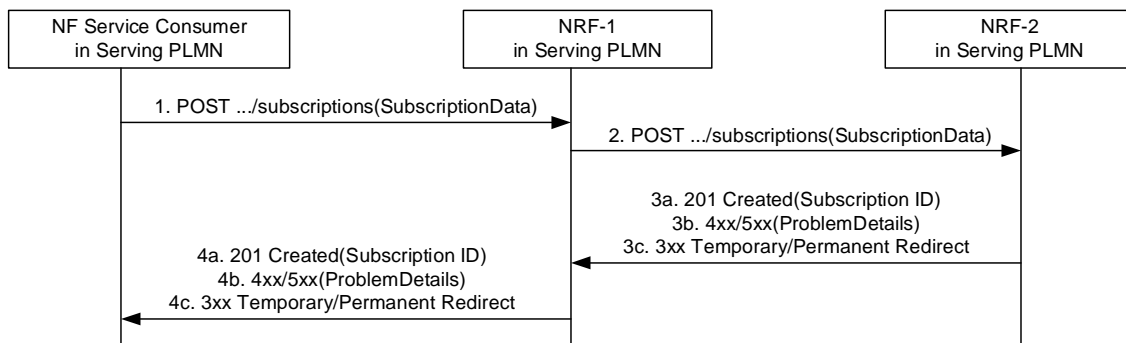 NF Service Consumer
in Serving PLMN
NRF-1
in Serving PLMN
NRF-2
in Serving PLMN
1. POST .../subscriptions(SubscriptionData)
2. POST .../subscriptions(SubscriptionData)
3a. 201 Created(Subscription ID)
3b. 4xx/5xx(ProblemDetails)
3c. 3xx Temporary/Permanent Redirect
4a. 201 Created(Subscription ID)
4b. 4xx/5xx(ProblemDetails)
4c. 3xx Temporary/Permanent Redirect